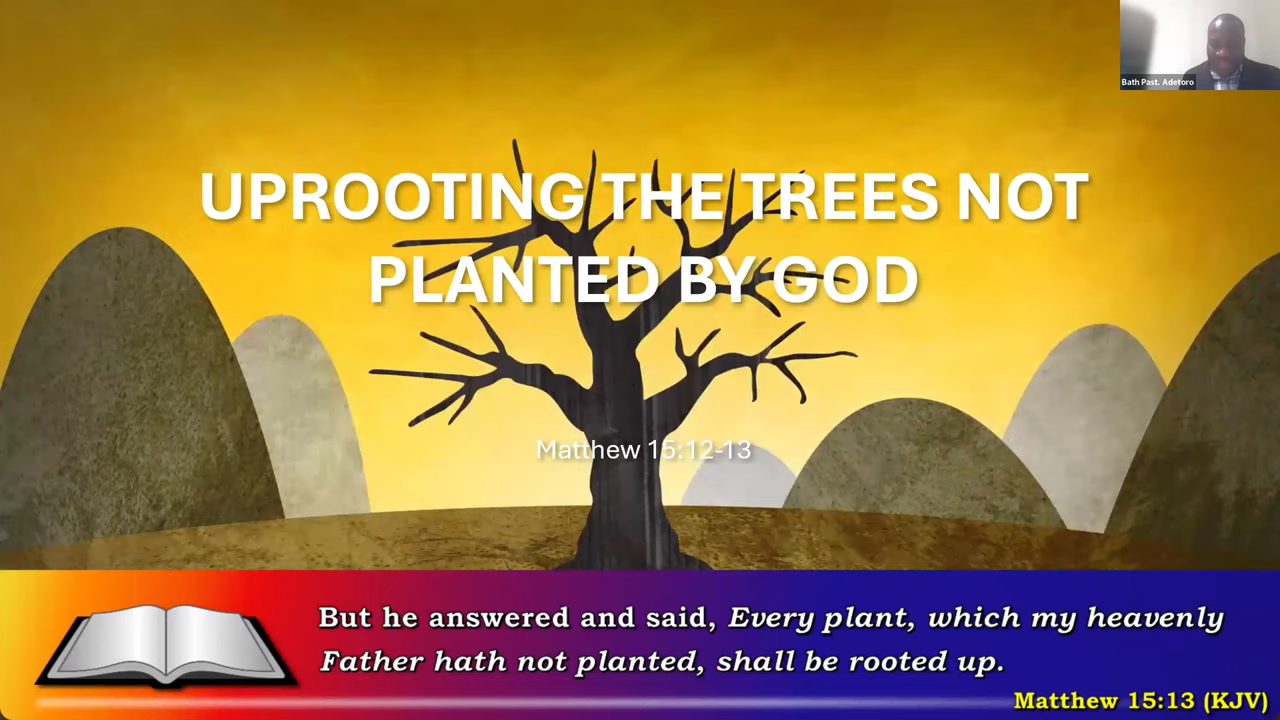 Bath Past. Adetoro
UPROOTING THE TREES NOT
PLANTED BY GOD
Matthew 15:12-13
But he answered and said, Every plant, which my heavenly
Father hath not planted, shall be rooted up.
Matthew 15:13 (KJV)